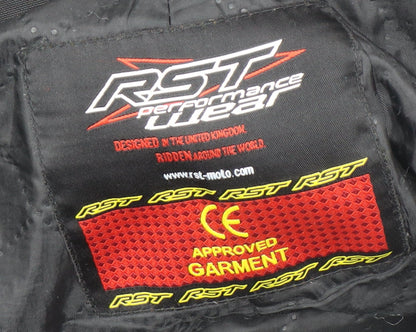 RST
performance
wear
DESIGNED IN THE UNITED KINGDOM.
RIDDEN AROUND THE WORLD.
www.rst-moto.com
RST RST RST RST
CE
APPROVED
GARMENT
RST RST RST RST